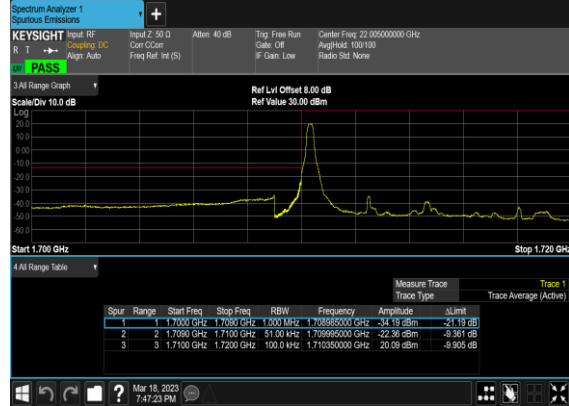 Spectrum Analyzer 1
Spurious Emissions
+
KEYSIGHT Input: RF Input Z: 50 Ω Atten: 40 dB Trig: Free Run Center Freq: 22.005000000 GHz
R T Coupling: DC Corr CCorr Gate: Off Avg|Hold: 100/100
Align: Auto Freq Ref: Int (S) IF Gain: Low Radio Std: None
PASS
3 All Range Graph
Ref Lvl Offset 8.00 dB
Scale/Div 10.0 dB Ref Value 30.00 dBm
Log
20.0
10.0
0.00
-10.0
-20.0
-30.0
-40.0
-50.0
-60.0
Start 1.700 GHz Stop 1.720 GHz
4 All Range Table
Measure Trace Trace 1
Trace Type Trace Average (Active)
Spur Range Start Freq Stop Freq RBW Frequency Amplitude ΔLimit
1 1 1.7000 GHz 1.7090 GHz 1.000 MHz 1.708985000 GHz -34.19 dBm -21.19 dB
2 2 1.7090 GHz 1.7100 GHz 51.00 kHz 1.709995000 GHz -22.36 dBm -9.361 dB
3 3 1.7100 GHz 1.7200 GHz 100.0 kHz 1.710350000 GHz 20.09 dBm -9.905 dB
? Mar 18, 2023
7:47:23 PM